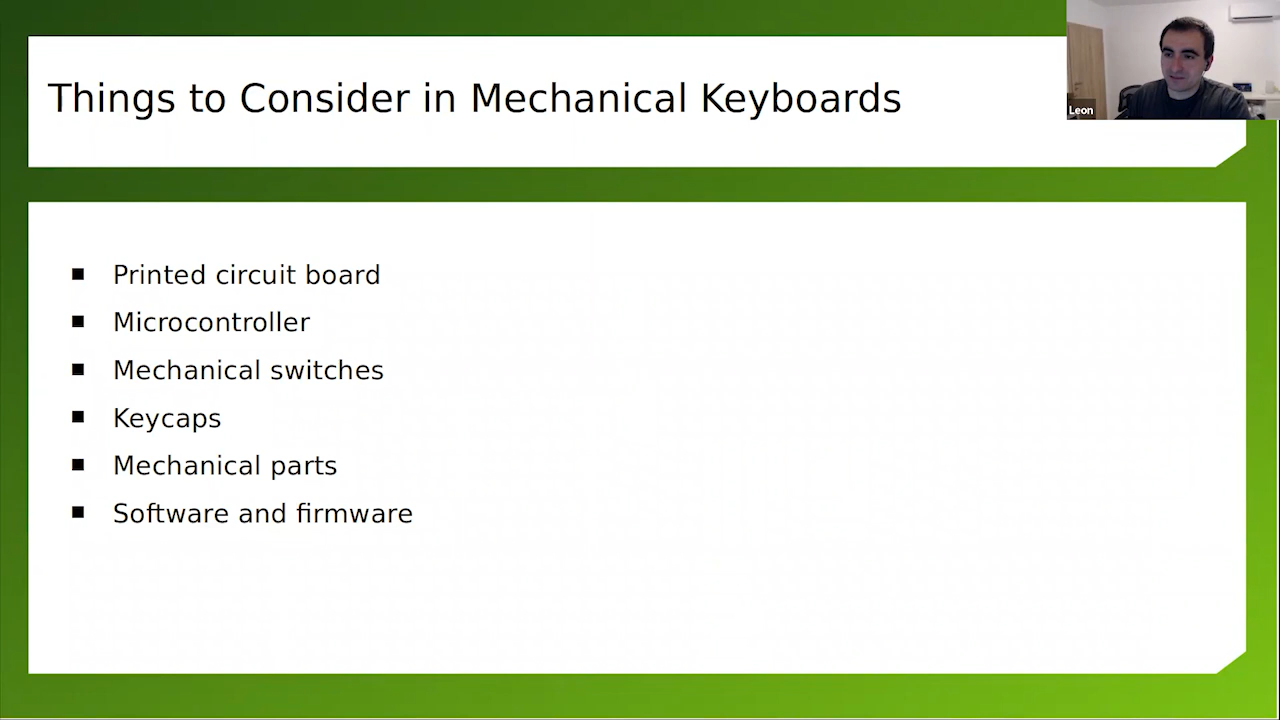 Things to Consider in Mechanical Keyboards
Leon
Printed circuit board
Microcontroller
Mechanical switches
Keycaps
Mechanical parts
Software and firmware